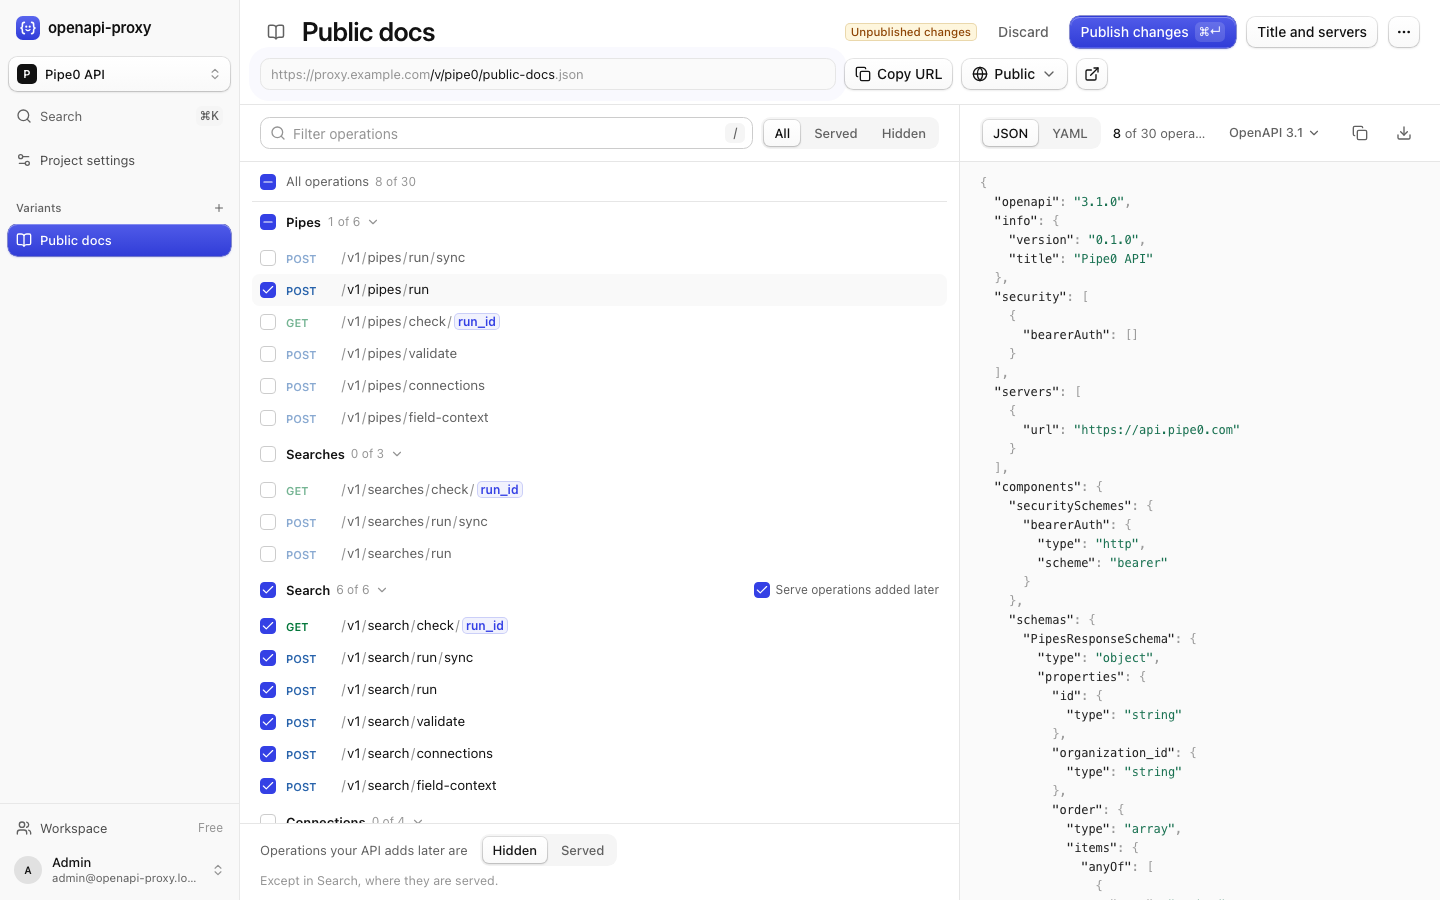 openapi-proxy
P Pipe0 API
Search ⌘K
Project settings
Variants +
Public docs
Workspace Free
A Admin
admin@openapi-proxy.lo...
Public docs
Unpublished changes Discard Publish changes ⌘↵ Title and servers ...
https://proxy.example.com/v/pipe0/public-docs.json Copy URL Public
Filter operations / All Served Hidden
All operations 8 of 30
Pipes 1 of 6
POST /v1/pipes/run/sync
POST /v1/pipes/run
GET /v1/pipes/check/run_id
POST /v1/pipes/validate
POST /v1/pipes/connections
POST /v1/pipes/field-context
Searches 0 of 3
GET /v1/searches/check/run_id
POST /v1/searches/run/sync
POST /v1/searches/run
Search 6 of 6 Serve operations added later
GET /v1/search/check/run_id
POST /v1/search/run/sync
POST /v1/search/run
POST /v1/search/validate
POST /v1/search/connections
POST /v1/search/field-context
Connections 0 of 4
Operations your API adds later are Hidden Served
Except in Search, where they are served.
JSON YAML 8 of 30 opera... OpenAPI 3.1
{
"openapi": "3.1.0",
"info": {
"version": "0.1.0",
"title": "Pipe0 API"
},
"security": [
{
"bearerAuth": []
}
],
"servers": [
{
"url": "https://api.pipe0.com"
}
],
"components": {
"securitySchemes": {
"bearerAuth": {
"type": "http",
"scheme": "bearer"
}
},
"schemas": {
"PipesResponseSchema": {
"type": "object",
"properties": {
"id": {
"type": "string"
},
"organization_id": {
"type": "string"
},
"order": {
"type": "array",
"items": {
"anyOf": [
{